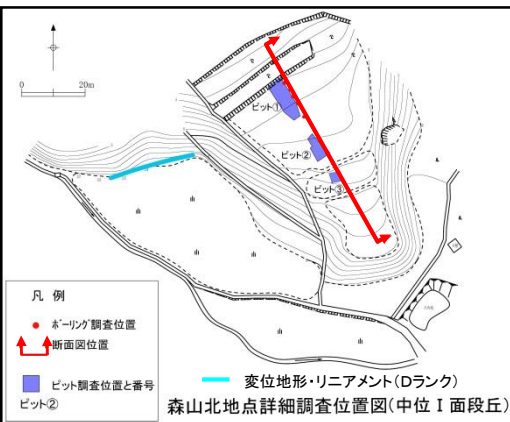 0 20m
ピット①
ピット②
ピット③
凡 例
ボーリング調査位置
断面図位置
ピット調査位置と番号
ピット②
変位地形・リニアメント(Dランク)
森山北地点詳細調査位置図(中位Ⅰ面段丘)